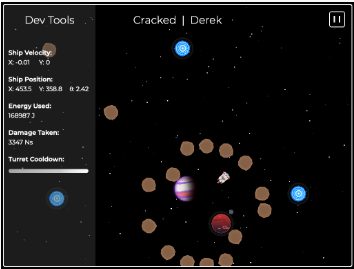 Dev Tools
Cracked | Derek
Ship Velocity:
X: -0.01 Y: 0
Ship Position:
X: 453.5 Y: 358.8 θ: 2.42
Energy Used:
168987 J
Damage Taken:
3347 Ns
Turret Cooldown: